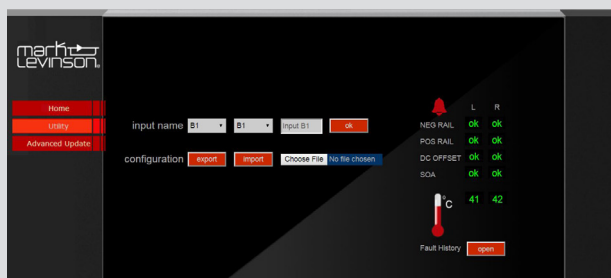 mark
Levinson®
Home
Utility
Advanced Update
input name B1 B1 Input B1 ok
configuration export import Choose File No file chosen
L R
NEG RAIL ok ok
POS RAIL ok ok
DC OFFSET ok ok
SOA ok ok
°C 41 42
Fault History open